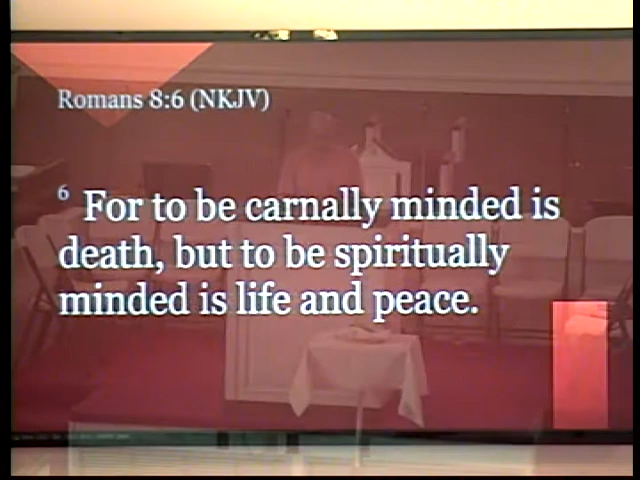 Romans 8:6 (NKJV)
6 For to be carnally minded is
death, but to be spiritually
minded is life and peace.